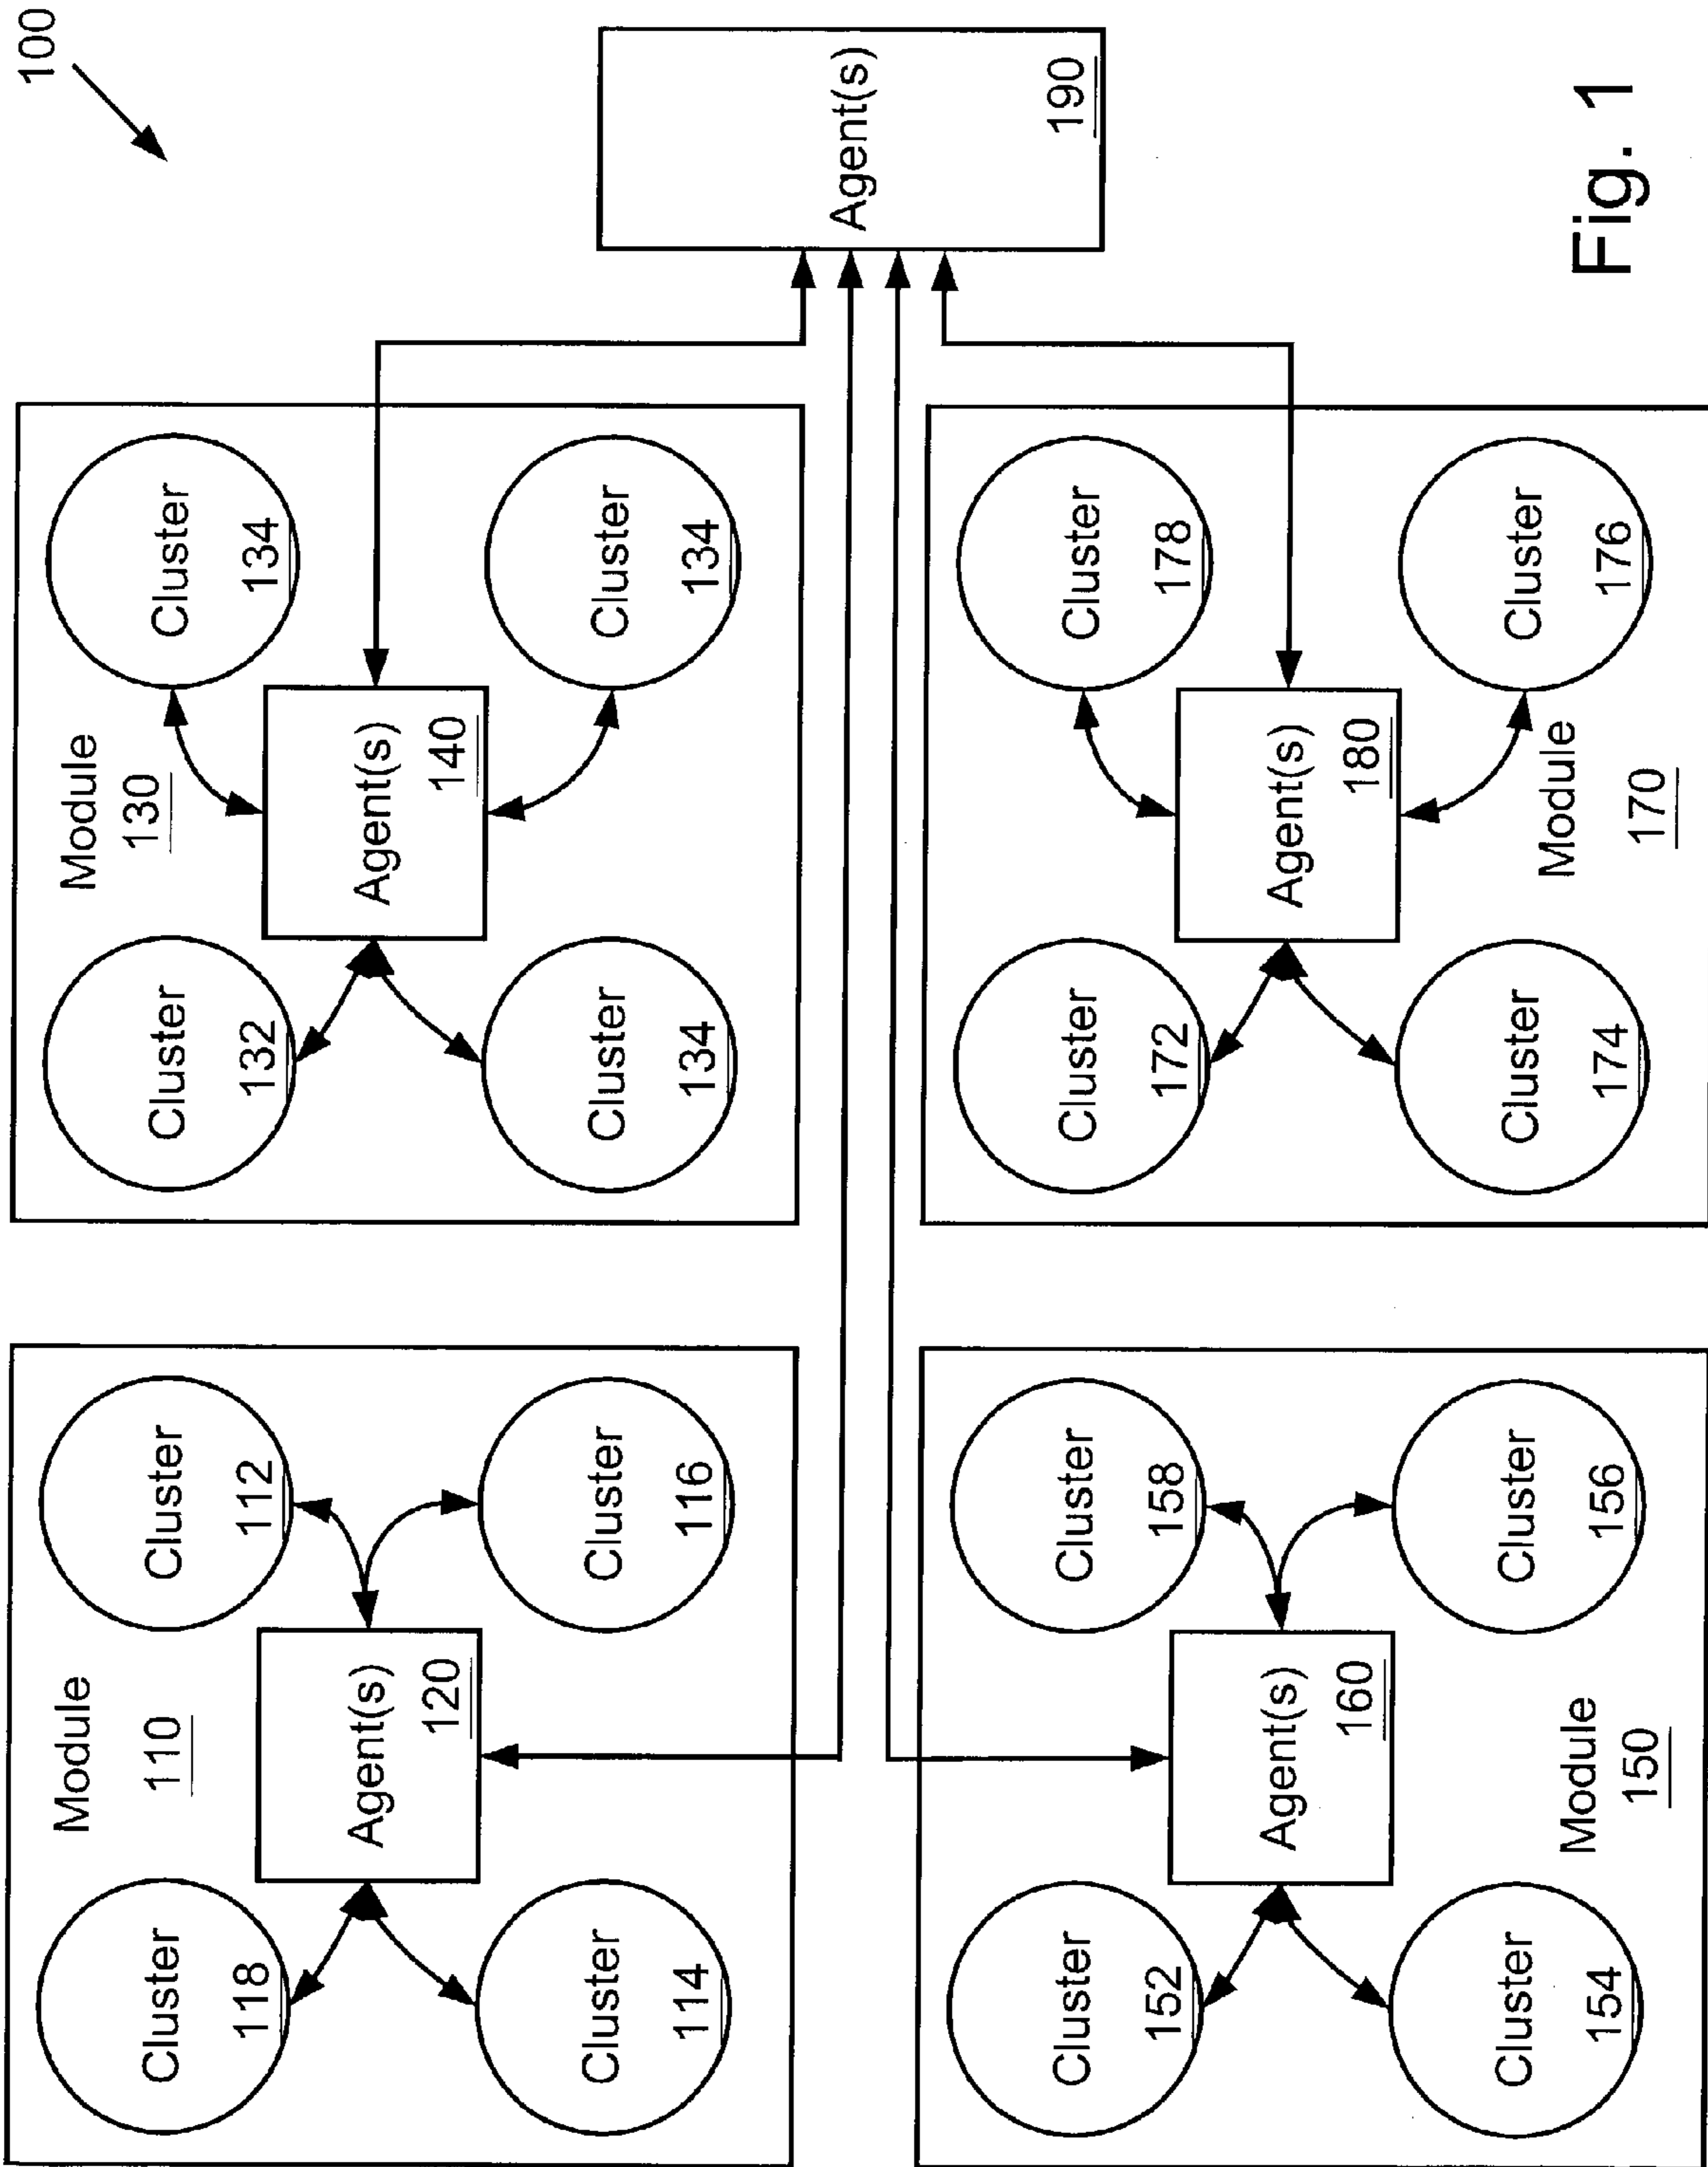 100
Module
110
Cluster
118
Cluster
112
Agent(s)
120
Cluster
114
Cluster
116
Module
130
Cluster
132
Cluster
134
Agent(s)
140
Cluster
134
Cluster
134
Agent(s)
190
Cluster
152
Cluster
158
Agent(s)
160
Cluster
154
Cluster
156
Module
150
Cluster
172
Cluster
178
Agent(s)
180
Cluster
174
Cluster
176
Module
170
Fig. 1